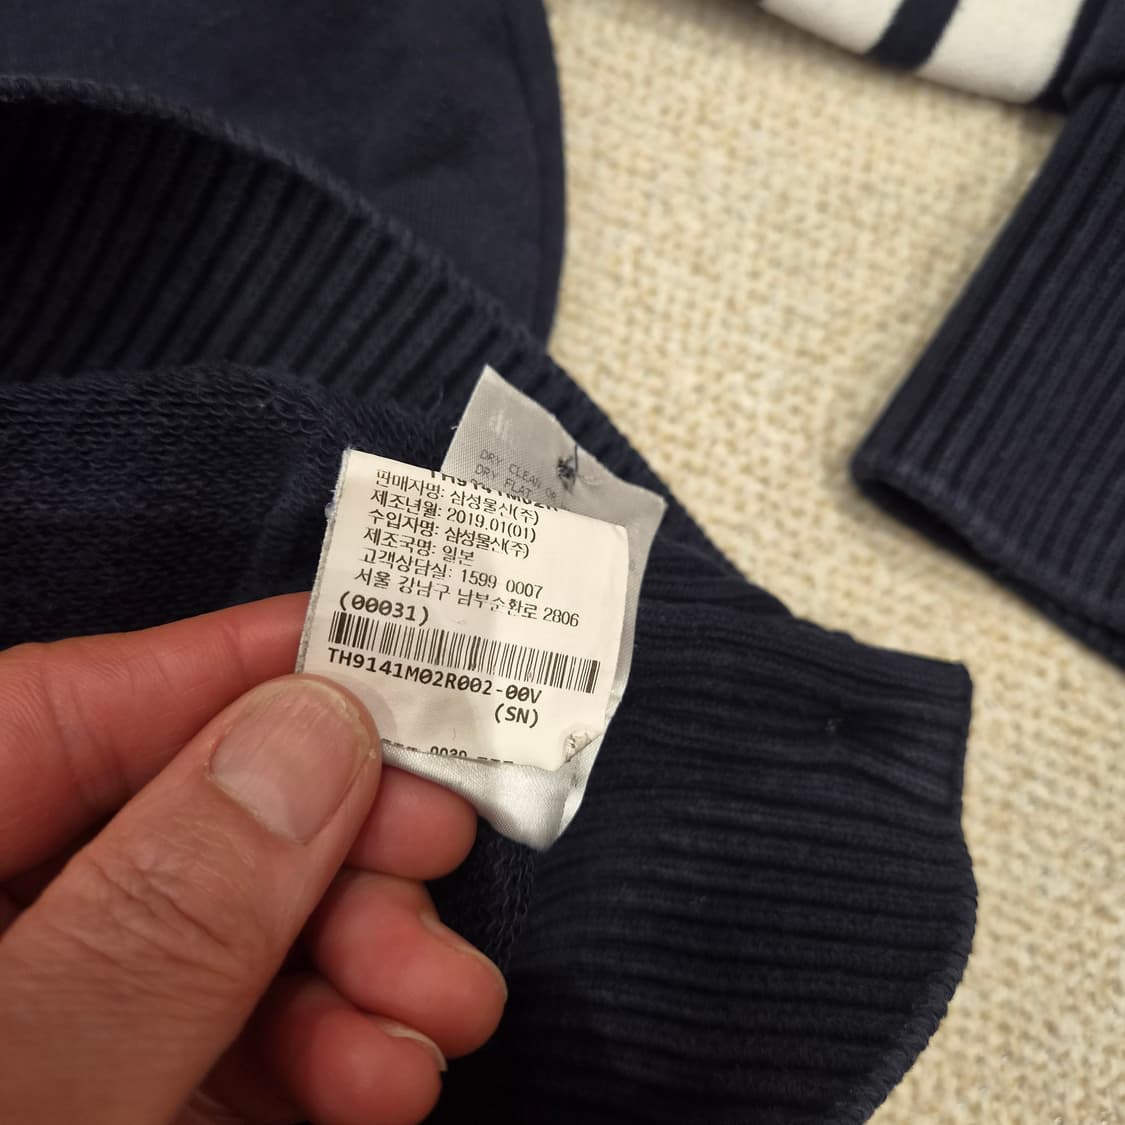 DRY CLEAN OR
DRY FLAT
판매자명: 삼성물산(주)
제조년월: 2019.01(01)
수입자명: 삼성물산(주)
제조국명: 일본
고객상담실: 1599 0007
서울 강남구 남부순환로 2806
(00031)
TH9141M02R002-00V
(SN)